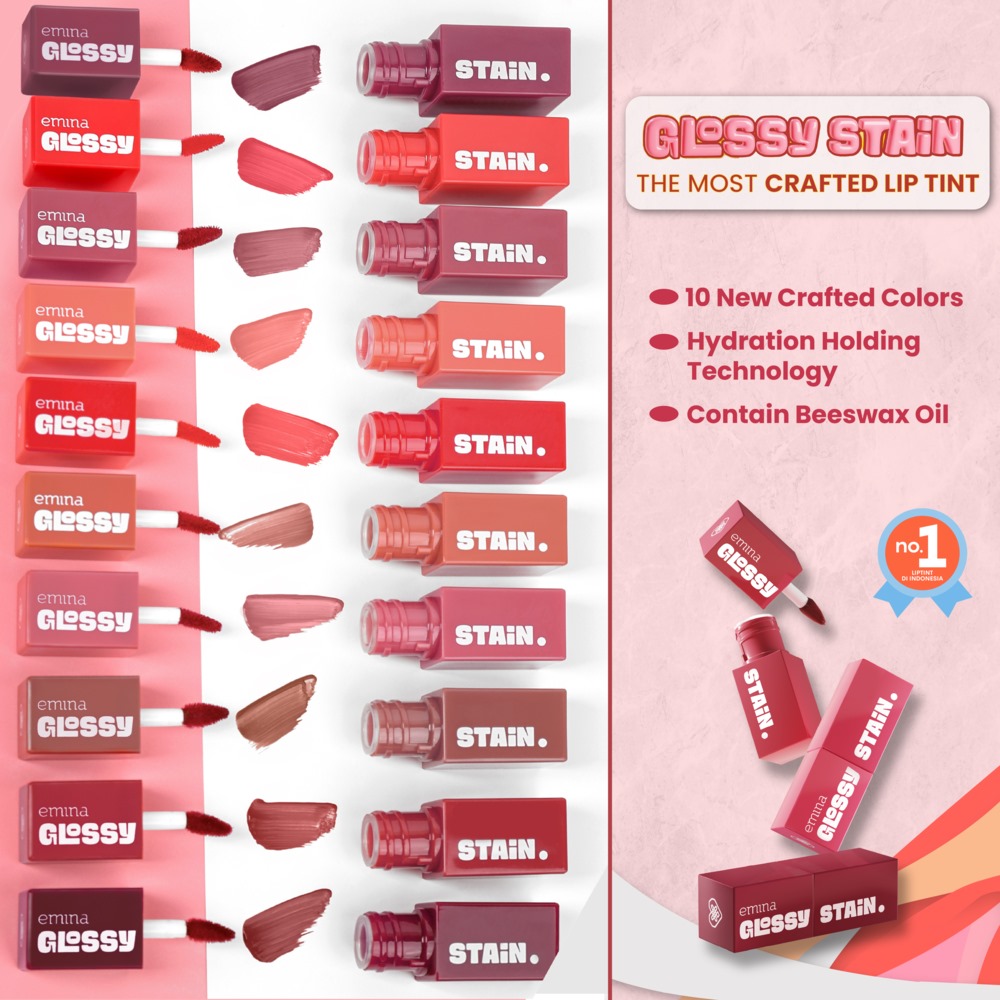 emina
GLOSSY
STAIN.
emina
GLOSSY
STAIN.
emina
GLOSSY
STAIN.
emina
GLOSSY
STAIN.
emina
GLOSSY
STAIN.
emina
GLOSSY
STAIN.
emina
GLOSSY
STAIN.
emina
GLOSSY
STAIN.
emina
GLOSSY
STAIN.
emina
GLOSSY
STAIN.
GLOSSY STAIN
THE MOST CRAFTED LIP TINT
10 New Crafted Colors
Hydration Holding
Technology
Contain Beeswax Oil
no.1
LIPTINT
DI INDONESIA
emina
GLOSSY
STAIN.
emina
GLOSSY STAIN.
emina
GLOSSY STAIN.